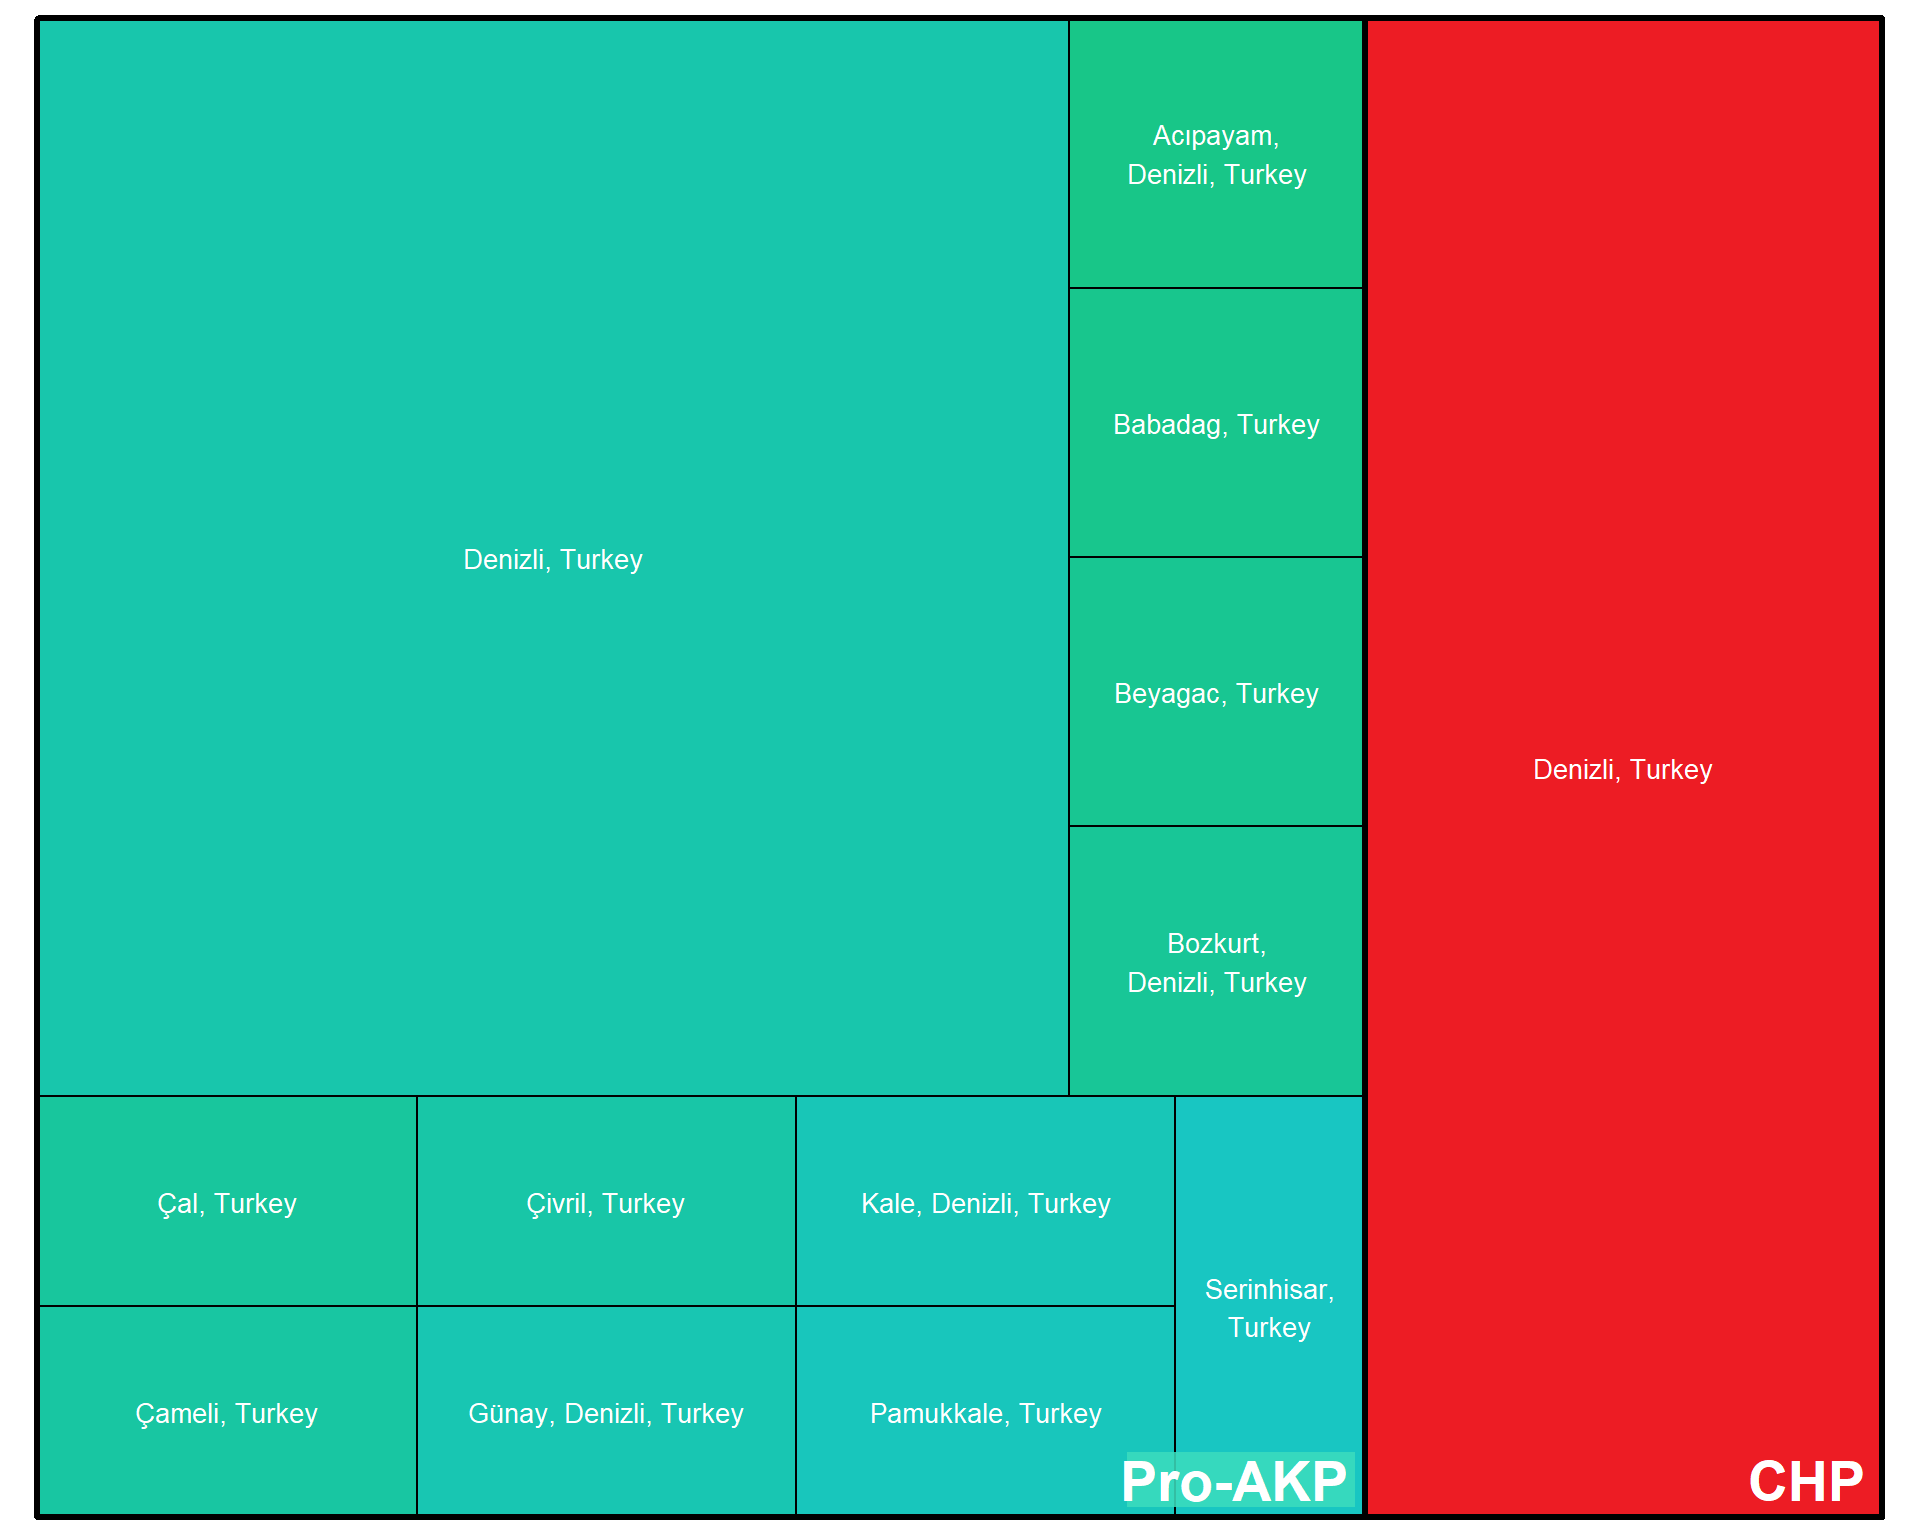 Acıpayam,
Denizli, Turkey
Babadag, Turkey
Denizli, Turkey
Beyagac, Turkey
Denizli, Turkey
Bozkurt,
Denizli, Turkey
Çal, Turkey
Çivril, Turkey
Kale, Denizli, Turkey
Serinhisar,
Turkey
Çameli, Turkey
Günay, Denizli, Turkey
Pamukkale, Turkey
Pro-AKP
CHP